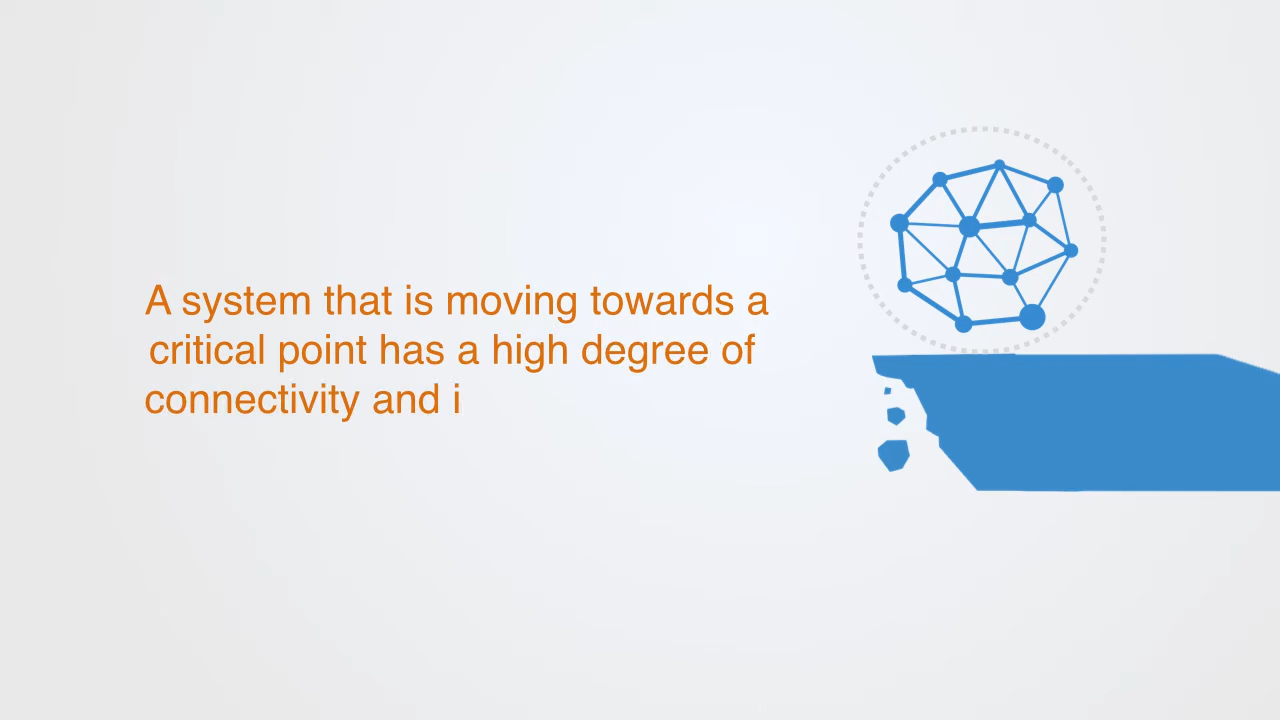 A system that is moving towards a
critical point has a high degree of
connectivity and i